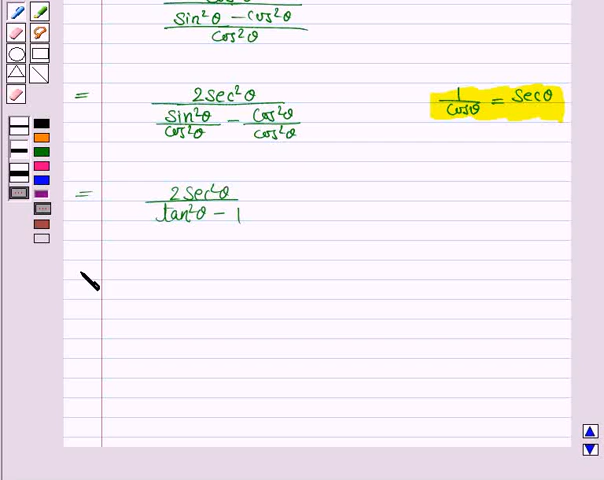 sin²θ - cos²θ
cos²θ
= 2sec²θ
sin²θ/cos²θ - cos²θ/cos²θ
1/cosθ = secθ
= 2sec²θ
tan²θ - 1